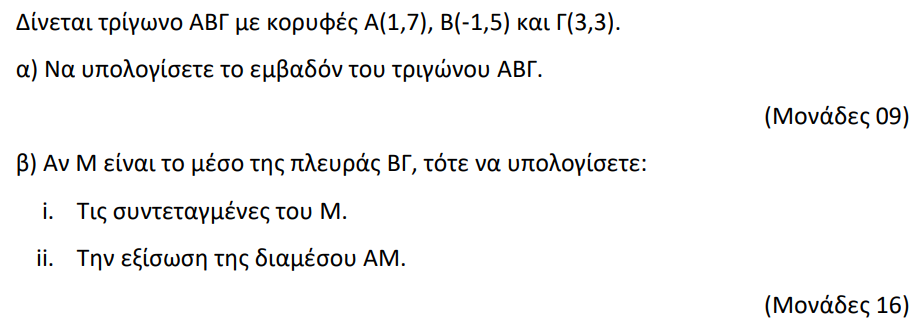 Δίνεται τρίγωνο ΑΒΓ με κορυφές Α(1,7), Β(-1,5) και Γ(3,3).
α) Να υπολογίσετε το εμβαδόν του τριγώνου ΑΒΓ.
(Μονάδες 09)
β) Αν Μ είναι το μέσο της πλευράς ΒΓ, τότε να υπολογίσετε:
i. Τις συντεταγμένες του Μ.
ii. Την εξίσωση της διαμέσου ΑΜ.
(Μονάδες 16)